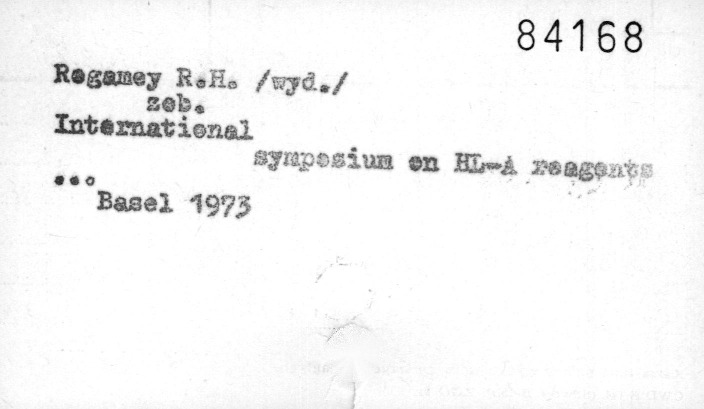 84168
Regamey R.H. /wyd./
zob.
International
symposium on HL-A reagents
...
Basel 1973